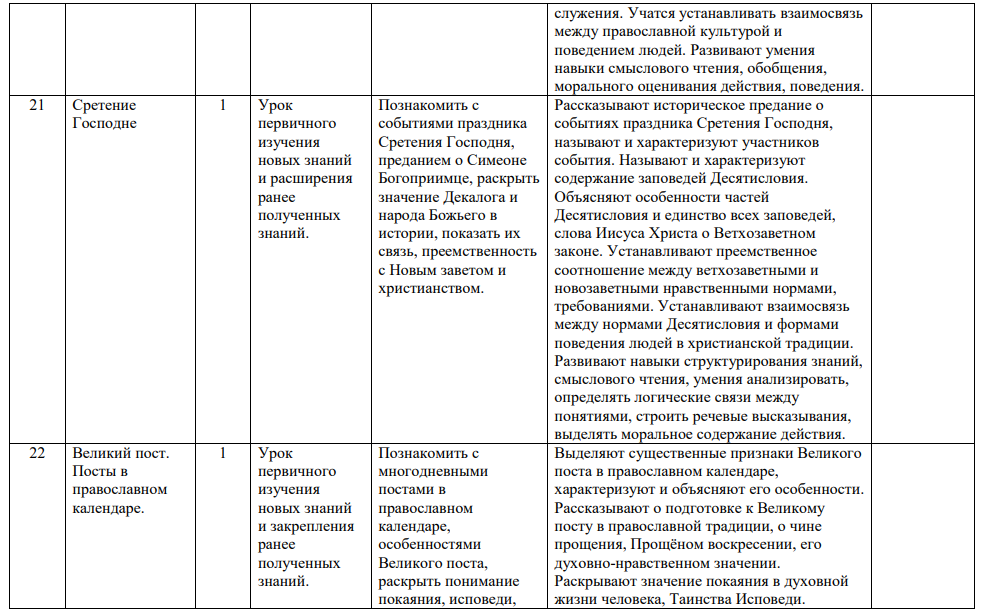 служения. Учатся устанавливать взаимосвязь
между православной культурой и
поведением людей. Развивают умения
навыки смыслового чтения, обобщения,
морального оценивания действия, поведения.
21
Сретение
Господне
1
Урок
первичного
изучения
новых знаний
и расширения
ранее
полученных
знаний.
Познакомить с
событиями праздника
Сретения Господня,
преданием о Симеоне
Богоприимце, раскрыть
значение Декалога и
народа Божьего в
истории, показать их
связь, преемственность
с Новым заветом и
христианством.
Рассказывают историческое предание о
событиях праздника Сретения Господня,
называют и характеризуют участников
события. Называют и характеризуют
содержание заповедей Десятисловия.
Объясняют особенности частей
Десятисловия и единство всех заповедей,
слова Иисуса Христа о Ветхозаветном
законе. Устанавливают преемственное
соотношение между ветхозаветными и
новозаветными нравственными нормами,
требованиями. Устанавливают взаимосвязь
между нормами Десятисловия и формами
поведения людей в христианской традиции.
Развивают навыки структурирования знаний,
смыслового чтения, умения анализировать,
определять логические связи между
понятиями, строить речевые высказывания,
выделять моральное содержание действия.
22
Великий пост.
Посты в
православном
календаре.
1
Урок
первичного
изучения
новых знаний
и закрепления
ранее
полученных
знаний.
Познакомить с
многодневными
постами в
православном
календаре,
особенностями
Великого поста,
раскрыть понимание
покаяния, исповеди,
Выделяют существенные признаки Великого
поста в православном календаре,
характеризуют и объясняют его особенности.
Рассказывают о подготовке к Великому
посту в православной традиции, о чине
прощения, Прощёном воскресении, его
духовно-нравственном значении.
Раскрывают значение покаяния в духовной
жизни человека, Таинства Исповеди.